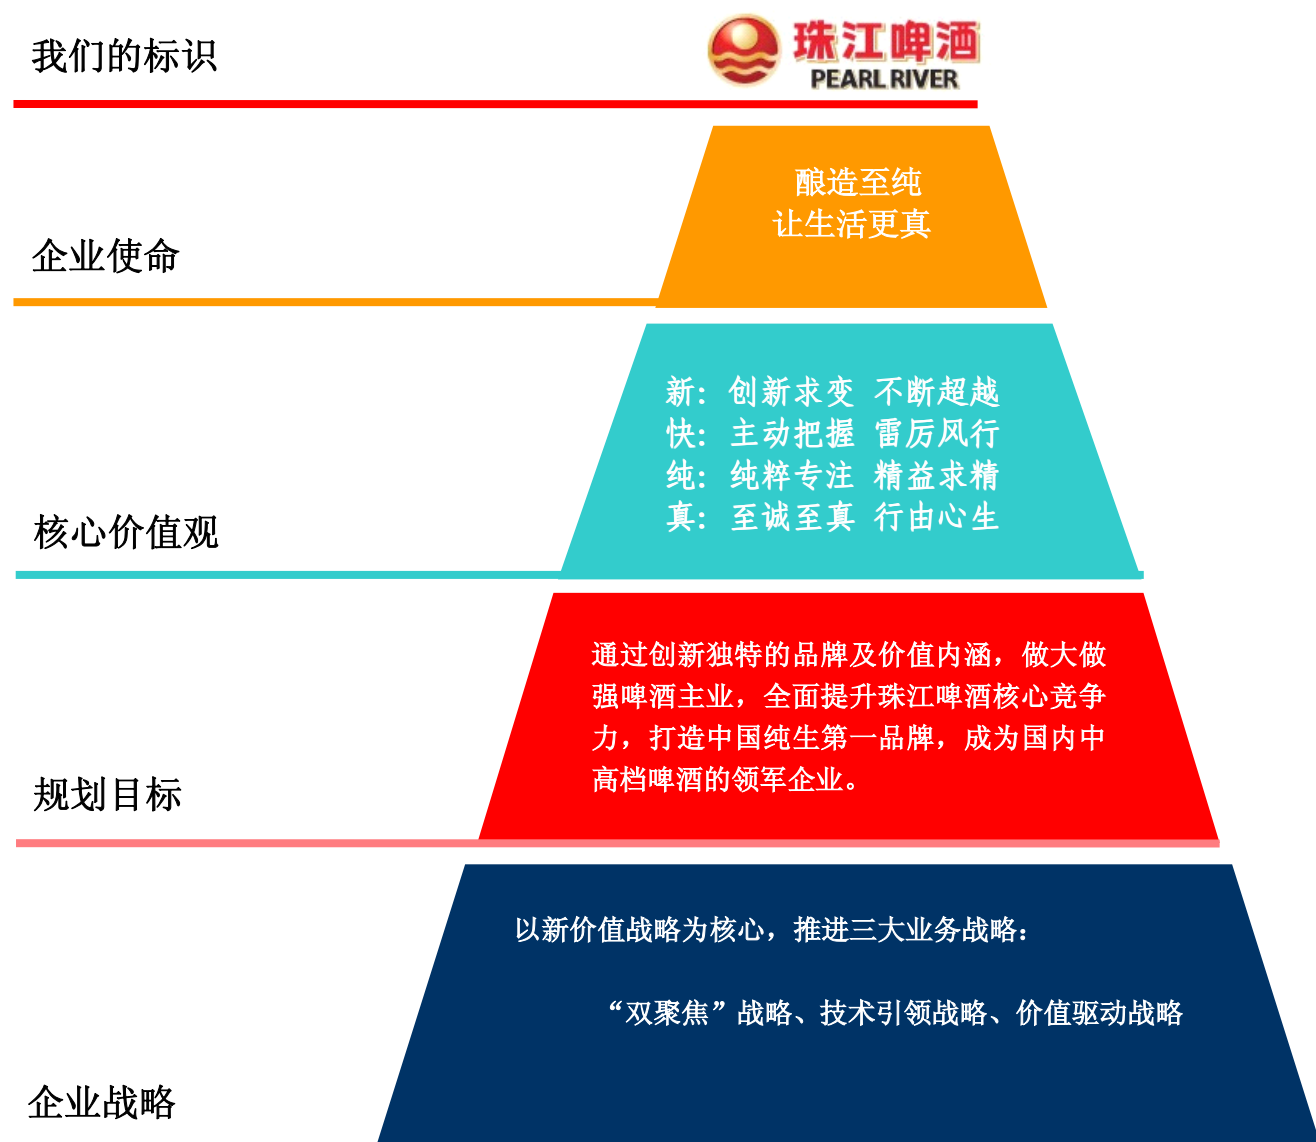 我们的标识
珠江啤酒
PEARL RIVER
酿造至纯
让生活更真
企业使命
新：创新求变 不断超越
快：主动把握 雷厉风行
纯：纯粹专注 精益求精
真：至诚至真 行由心生
核心价值观
通过创新独特的品牌及价值内涵，做大做
强啤酒主业，全面提升珠江啤酒核心竞争
力，打造中国纯生第一品牌，成为国内中
高档啤酒的领军企业。
规划目标
以新价值战略为核心，推进三大业务战略：
“双聚焦”战略、技术引领战略、价值驱动战略
企业战略